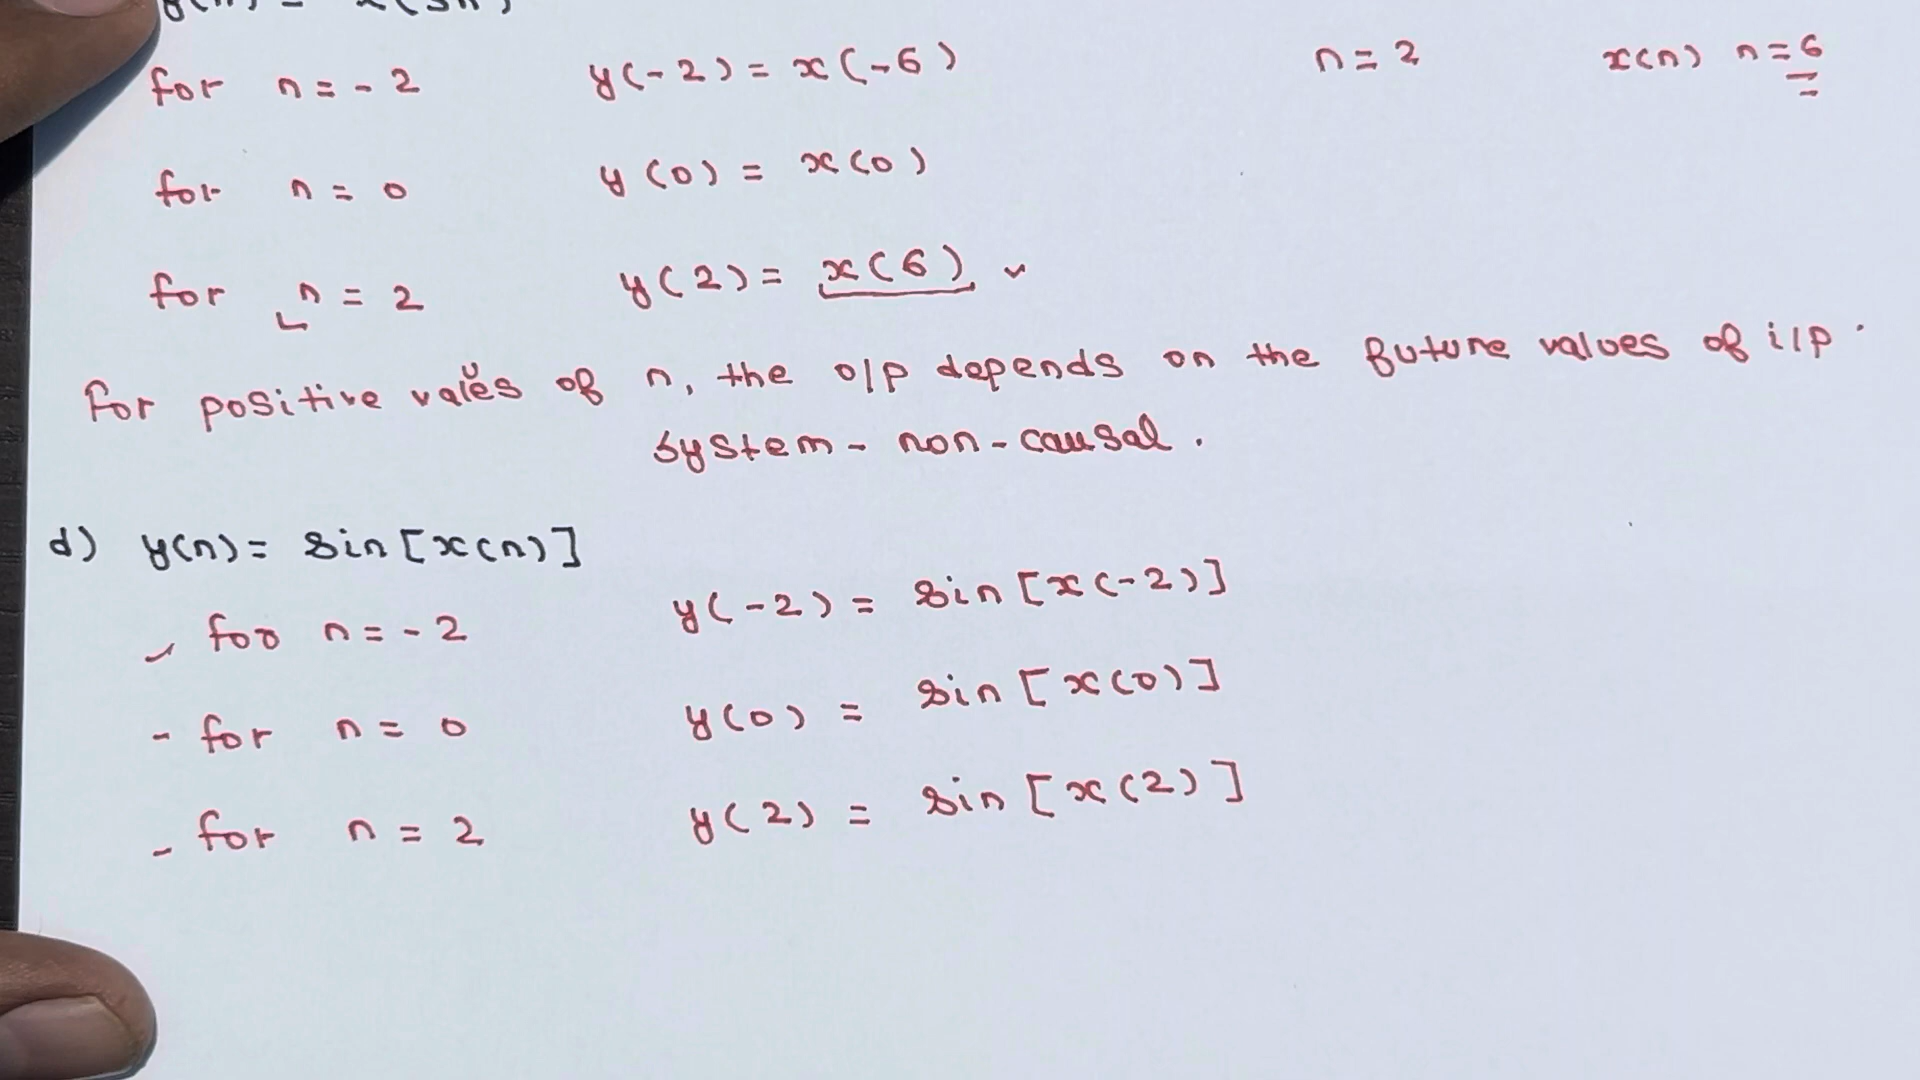 y(n) = x(3n)
for n = -2 y(-2) = x(-6) n = 2 x(n) n = 6
for n = 0 y(0) = x(0)
for n = 2 y(2) = x(6) ✓
for positive values of n, the o/p depends on the future values of i/p.
system - non-causal.
d) y(n) = sin[x(n)]
for n = -2 y(-2) = sin[x(-2)]
- for n = 0 y(0) = sin[x(0)]
- for n = 2 y(2) = sin[x(2)]